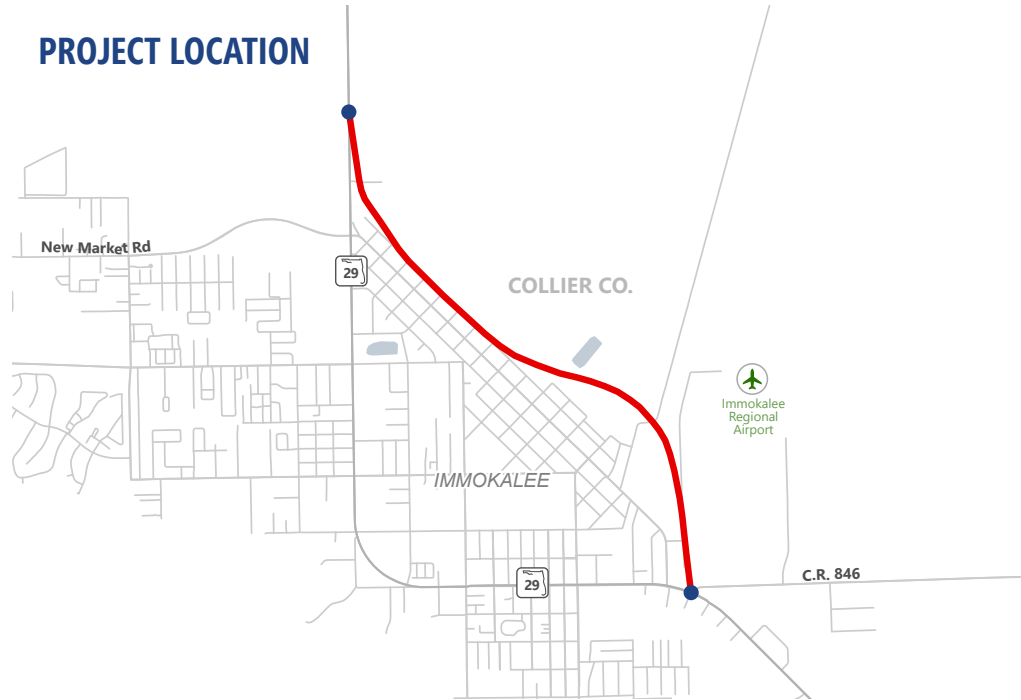 PROJECT LOCATION
New Market Rd
29
COLLIER CO.
Immokalee
Regional
Airport
IMMOKALEE
29
C.R. 846